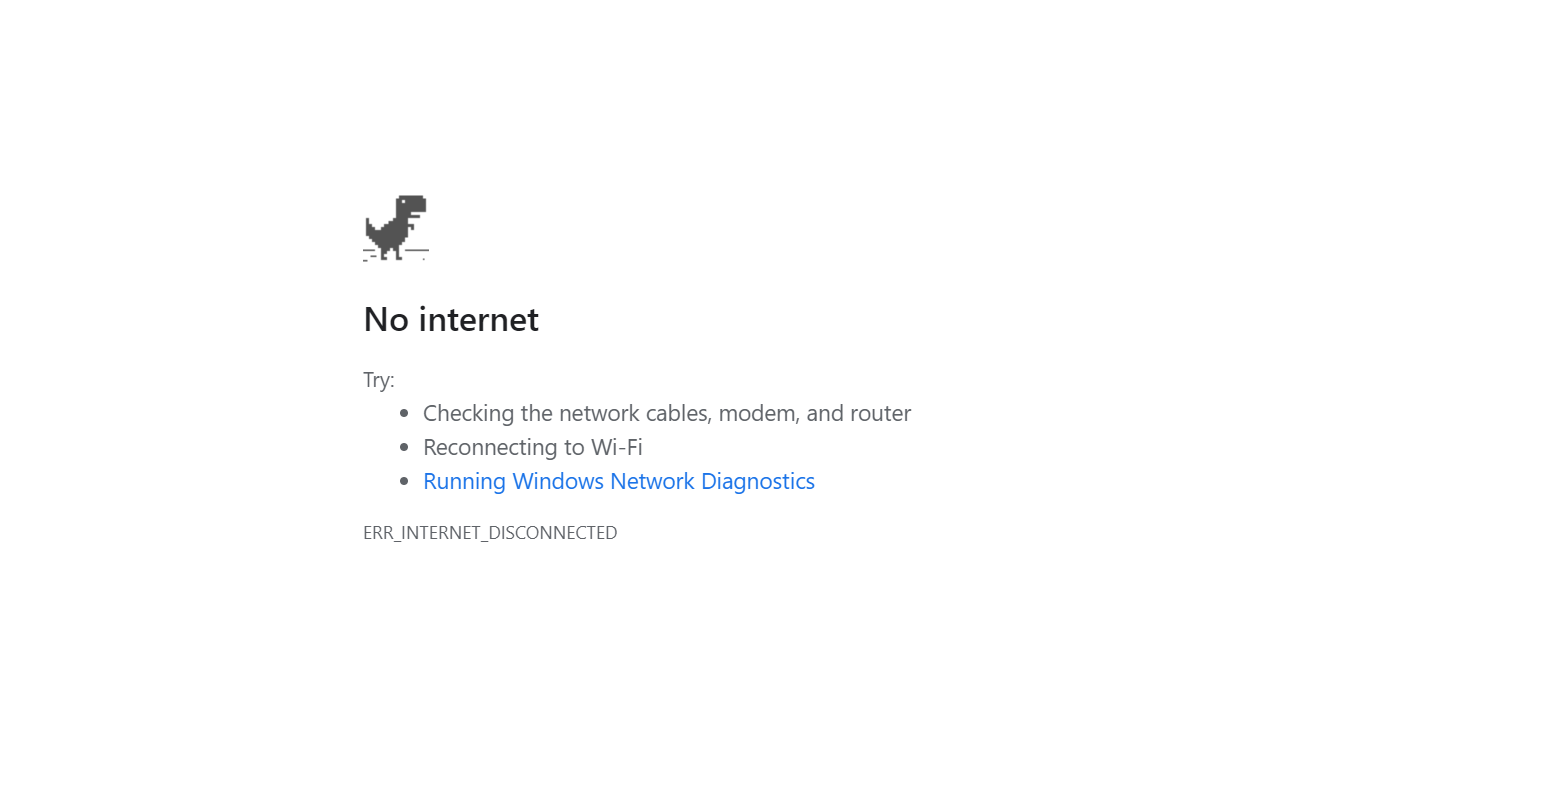 No internet
Try:
• Checking the network cables, modem, and router
• Reconnecting to Wi-Fi
• Running Windows Network Diagnostics
ERR_INTERNET_DISCONNECTED